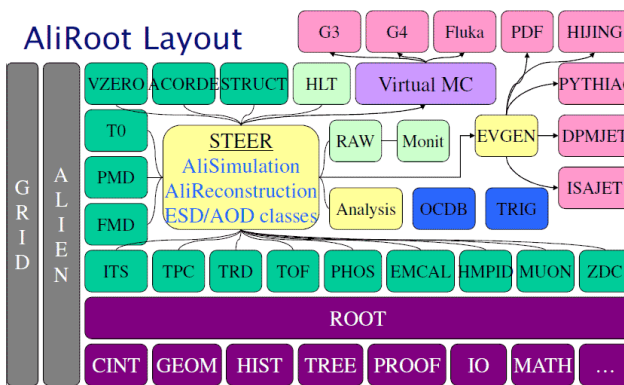 AliRoot Layout
G3 G4 Fluka PDF HIJING
VZERO ACORDE STRUCT HLT Virtual MC PYTHIA6
T0 STEER RAW Monit EVGEN DPMJET
AliSimulation
PMD AliReconstruction ISAJET
FMD ESD/AOD classes Analysis OCDB TRIG
GRID
ALIEN
ITS TPC TRD TOF PHOS EMCAL HMPID MUON ZDC
ROOT
CINT GEOM HIST TREE PROOF IO MATH …